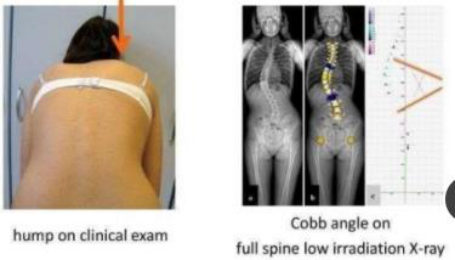 hump on clinical exam
a
b
c
Cobb angle on
full spine low irradiation X-ray